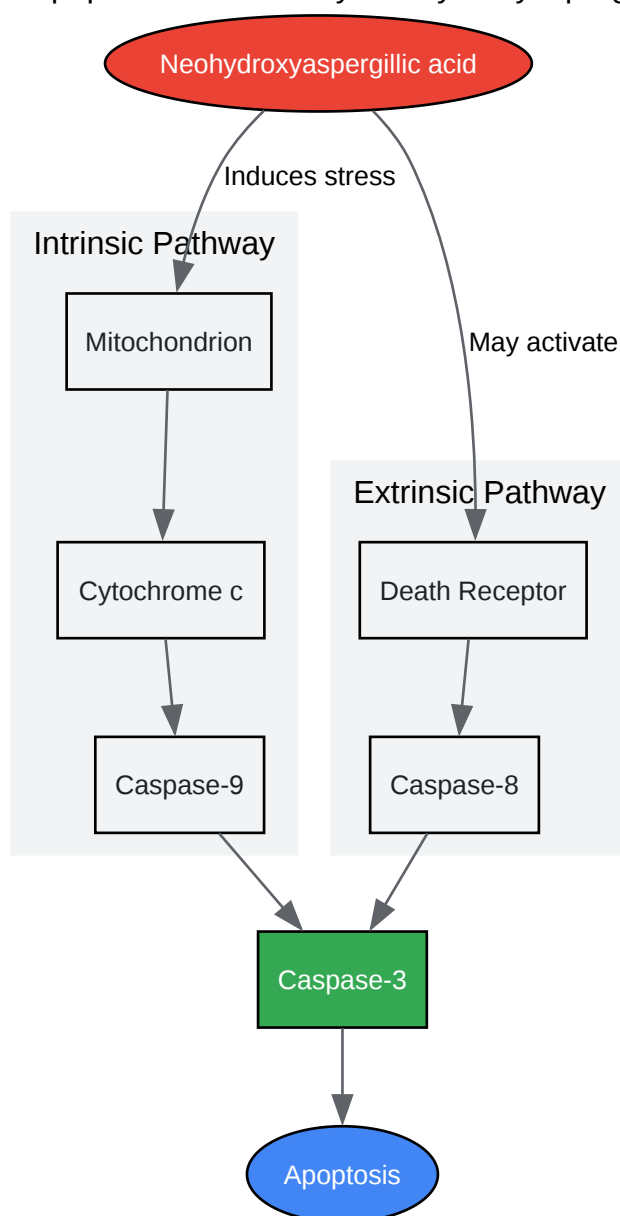 Neohydroxyaspergillic acid
Induces stress
Intrinsic Pathway
Mitochondrion
May activate
Extrinsic Pathway
Cytochrome c
Death Receptor
Caspase-9
Caspase-8
Caspase-3
Apoptosis